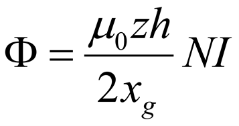 Φ = μ₀zh / 2x_g NI